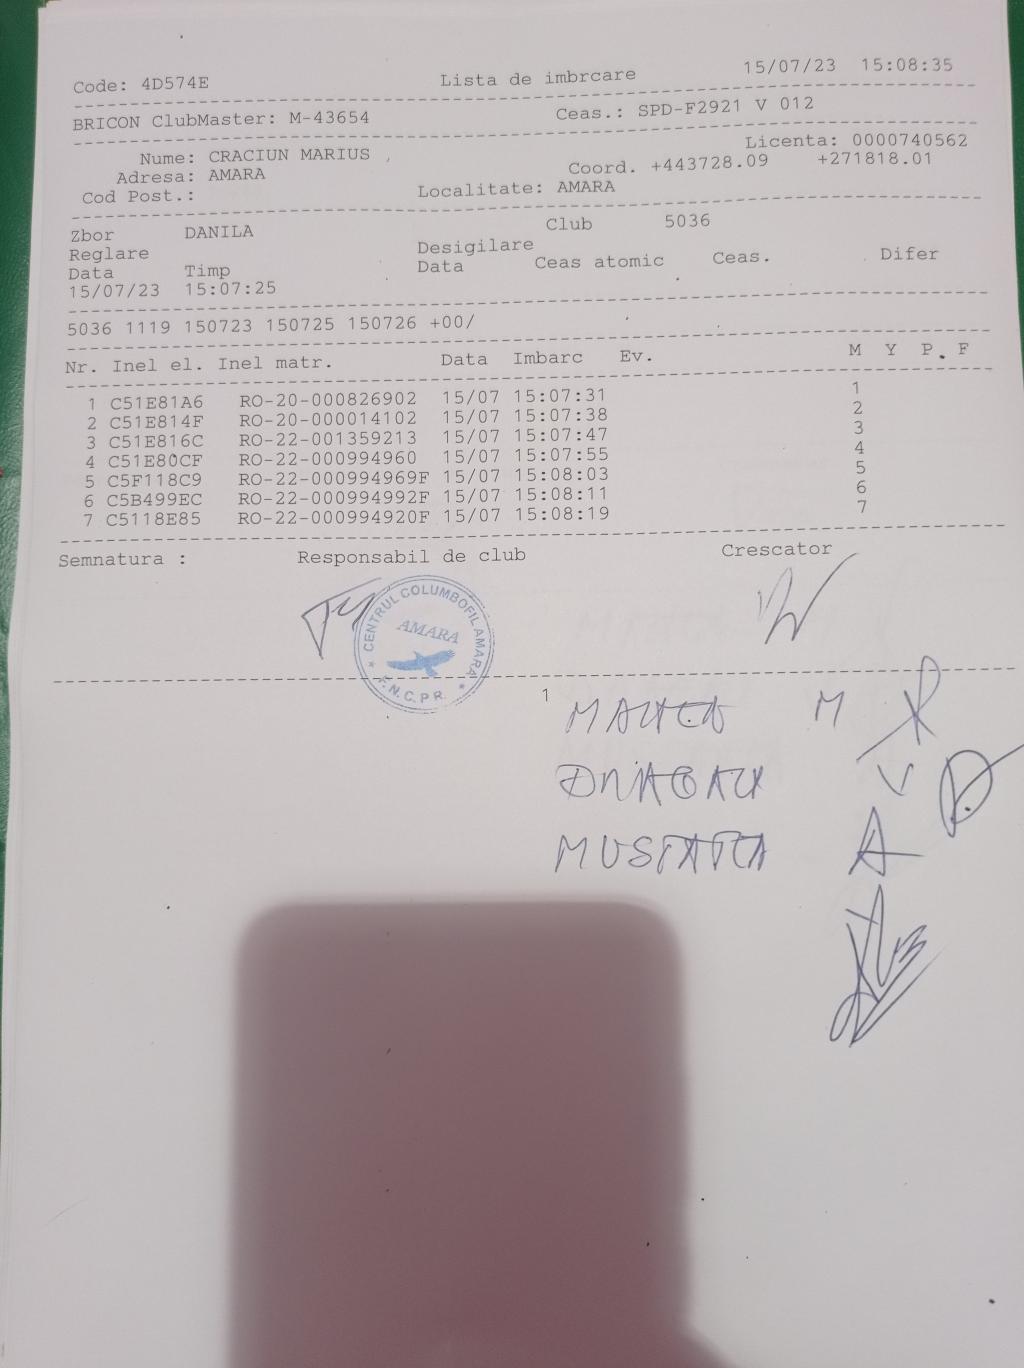 Code: 4D574E Lista de imbrcare 15/07/23 15:08:35
BRICON ClubMaster: M-43654 Ceas.: SPD-F2921 V 012
Licenta: 0000740562
Nume: CRACIUN MARIUS
Adresa: AMARA Coord. +443728.09 +271818.01
Cod Post.: Localitate: AMARA
Zbor DANILA Club 5036
Reglare Desigilare
Data Timp Data Ceas atomic Ceas. Difer
15/07/23 15:07:25
5036 1119 150723 150725 150726 +00/
Nr. Inel el. Inel matr. Data Imbarc Ev. M Y P. F
1 C51E81A6 RO-20-000826902 15/07 15:07:31 1
2 C51E814F RO-20-000014102 15/07 15:07:38 2
3 C51E816C RO-22-001359213 15/07 15:07:47 3
4 C51E80CF RO-22-000994960 15/07 15:07:55 4
5 C5F118C9 RO-22-000994969F 15/07 15:08:03 5
6 C5B499EC RO-22-000994992F 15/07 15:08:11 6
7 C5118E85 RO-22-000994920F 15/07 15:08:19 7
Semnatura : Responsabil de club Crescator
CENTRUL COLUMBOFIL AMARA
AMARA
F.N.C.P.R.
1
M
V
MUSTATEA A